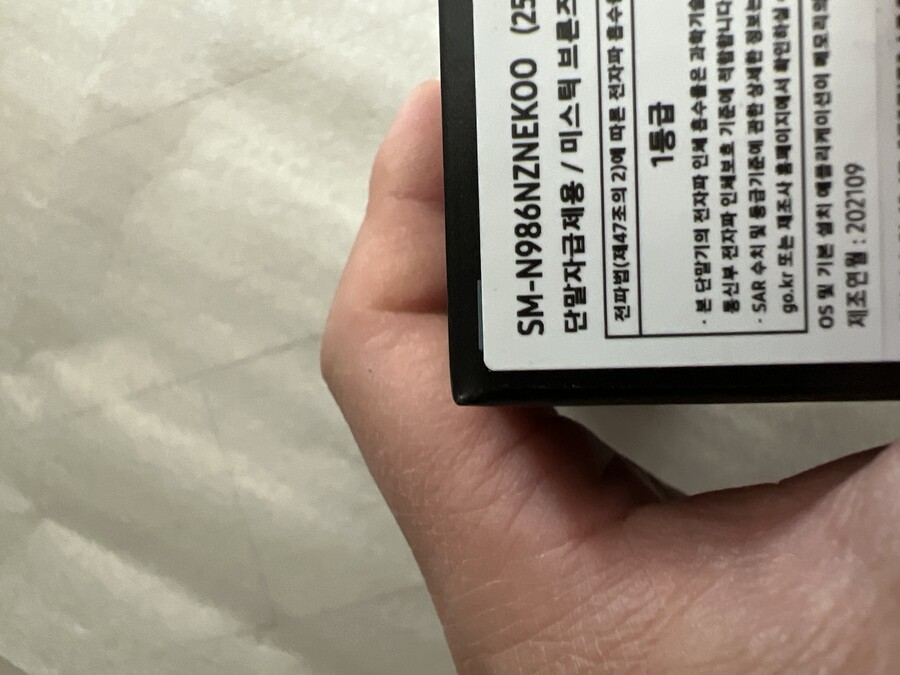 SM-N986NZNEKOO (25
단말자급제용 / 미스틱 브론즈
전파법(제47조의 2)에 따른 전자파 흡수율
1등급
· 본 단말기의 전자파 인체 흡수율은 과학기술
통신부 전자파 인체보호 기준에 적합합니다
· SAR 수치 및 등급기준에 관한 상세한 정보는
go.kr 또는 제조사 홈페이지에서 확인하실
OS 및 기본 설치 애플리케이션이 메모리의
제조연월 : 202109